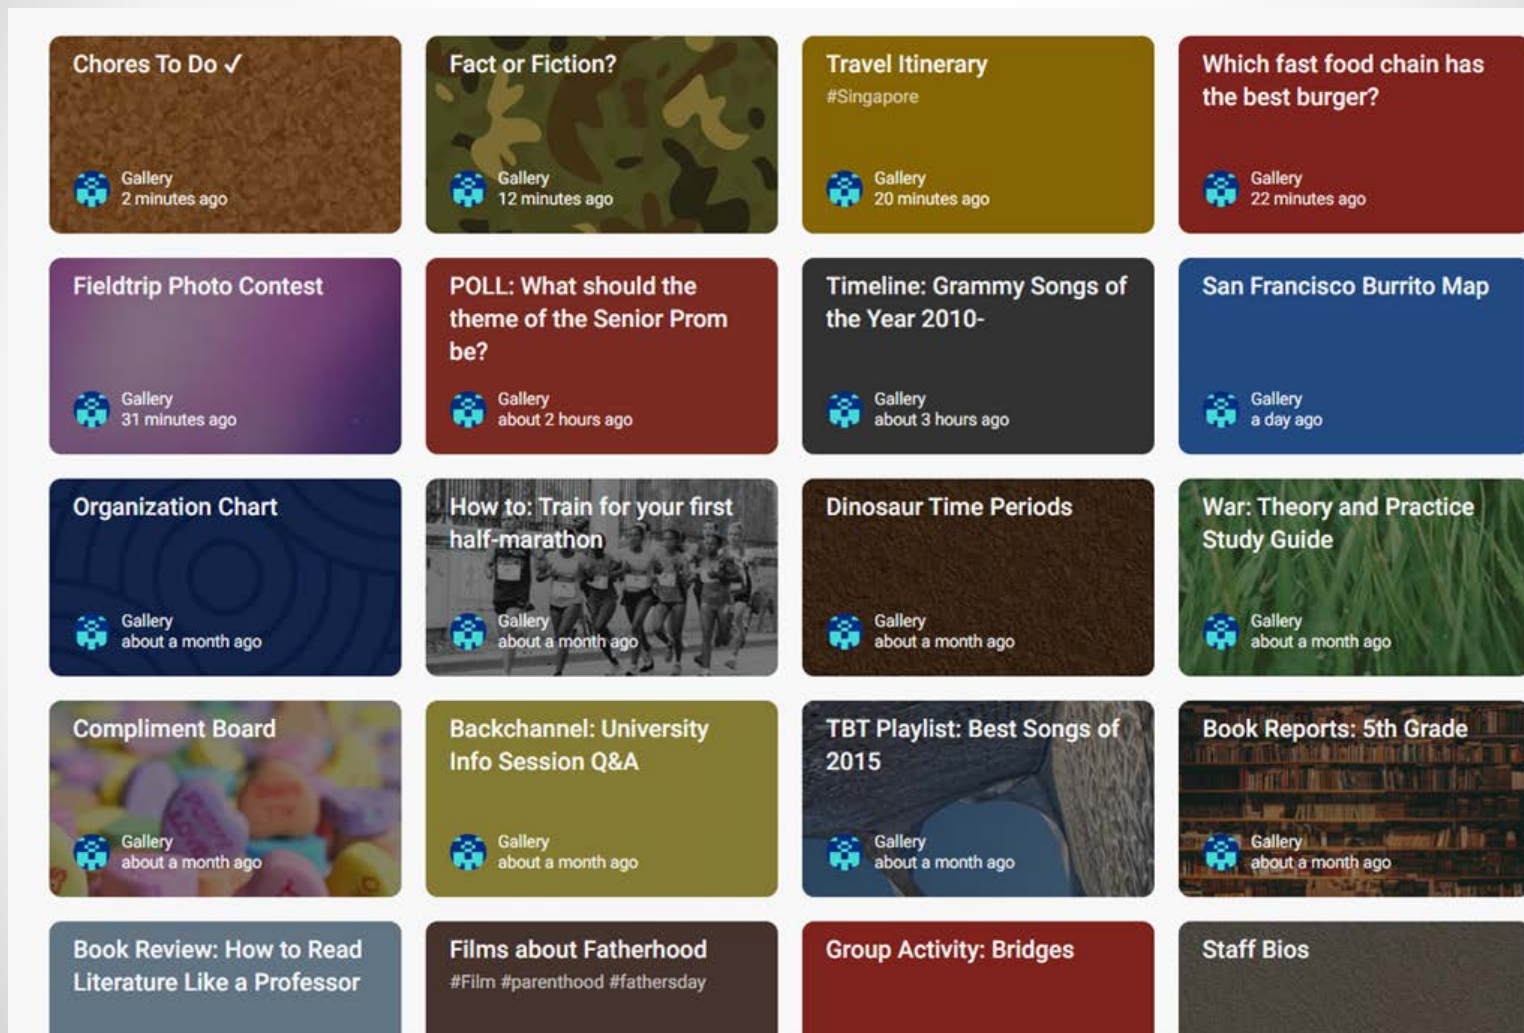 Chores To Do ✓
Gallery
2 minutes ago
Fact or Fiction?
Gallery
12 minutes ago
Travel Itinerary
#Singapore
Gallery
20 minutes ago
Which fast food chain has
the best burger?
Gallery
22 minutes ago
Fieldtrip Photo Contest
Gallery
31 minutes ago
POLL: What should the
theme of the Senior Prom
be?
Gallery
about 2 hours ago
Timeline: Grammy Songs of
the Year 2010-
Gallery
about 3 hours ago
San Francisco Burrito Map
Gallery
a day ago
Organization Chart
Gallery
about a month ago
How to: Train for your first
half-marathon
Gallery
about a month ago
Dinosaur Time Periods
Gallery
about a month ago
War: Theory and Practice
Study Guide
Gallery
about a month ago
Compliment Board
Gallery
about a month ago
Backchannel: University
Info Session Q&A
Gallery
about a month ago
TBT Playlist: Best Songs of
2015
Gallery
about a month ago
Book Reports: 5th Grade
Gallery
about a month ago
Book Review: How to Read
Literature Like a Professor
Films about Fatherhood
#Film #parenthood #fathersday
Group Activity: Bridges
Staff Bios